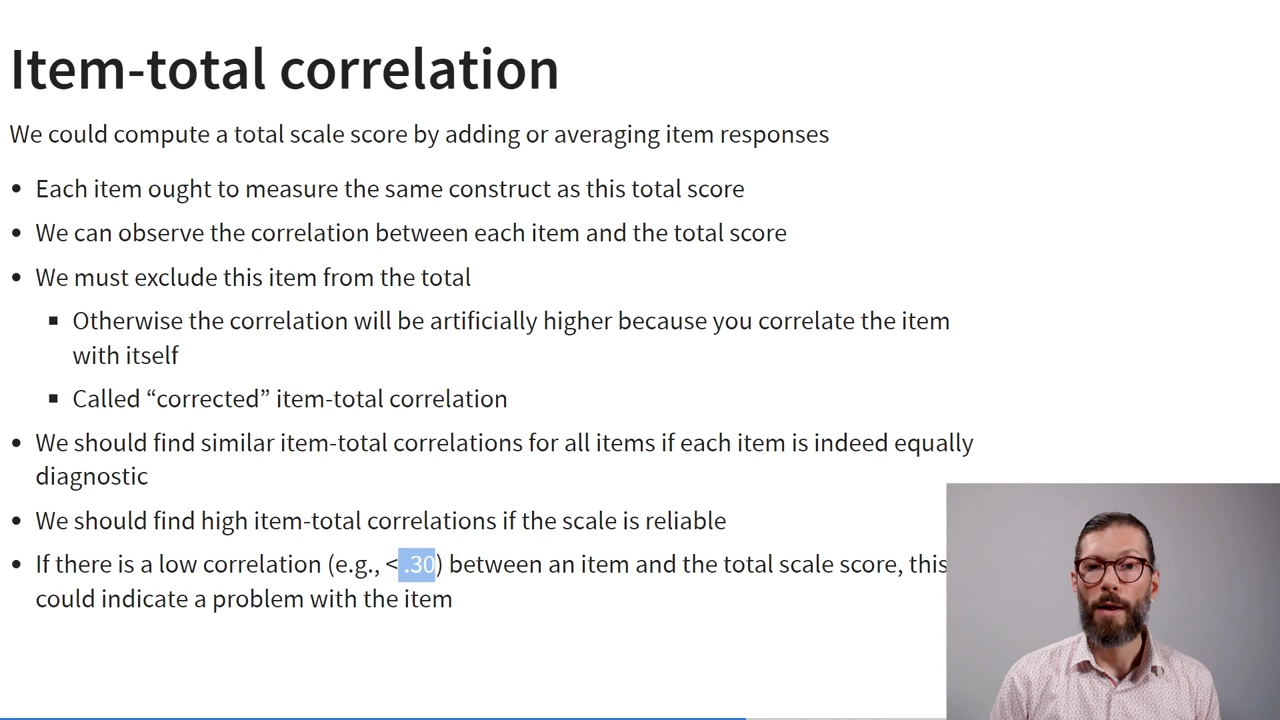 Item-total correlation
We could compute a total scale score by adding or averaging item responses
• Each item ought to measure the same construct as this total score
• We can observe the correlation between each item and the total score
• We must exclude this item from the total
▪ Otherwise the correlation will be artificially higher because you correlate the item
with itself
▪ Called “corrected” item-total correlation
• We should find similar item-total correlations for all items if each item is indeed equally
diagnostic
• We should find high item-total correlations if the scale is reliable
• If there is a low correlation (e.g., < .30) between an item and the total scale score, this
could indicate a problem with the item